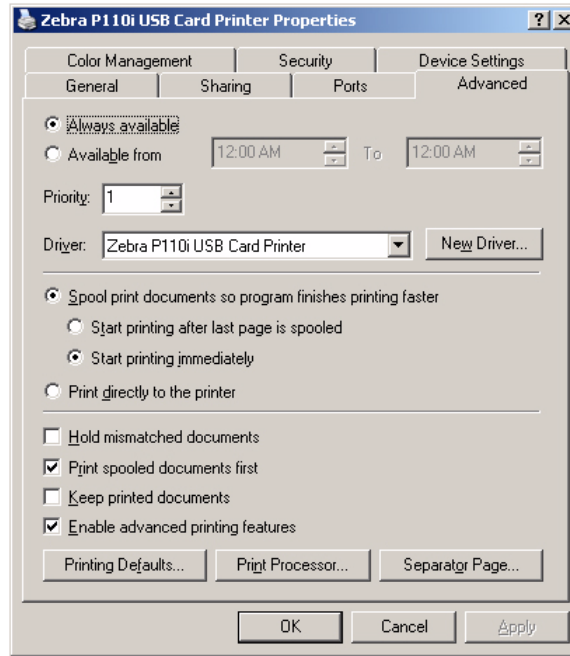 Zebra P110i USB Card Printer Properties
Color Management Security Device Settings
General Sharing Ports Advanced
Always available
Available from 12:00 AM To 12:00 AM
Priority: 1
Driver: Zebra P110i USB Card Printer New Driver...
Spool print documents so program finishes printing faster
Start printing after last page is spooled
Start printing immediately
Print directly to the printer
Hold mismatched documents
Print spooled documents first
Keep printed documents
Enable advanced printing features
Printing Defaults... Print Processor... Separator Page...
OK Cancel Apply